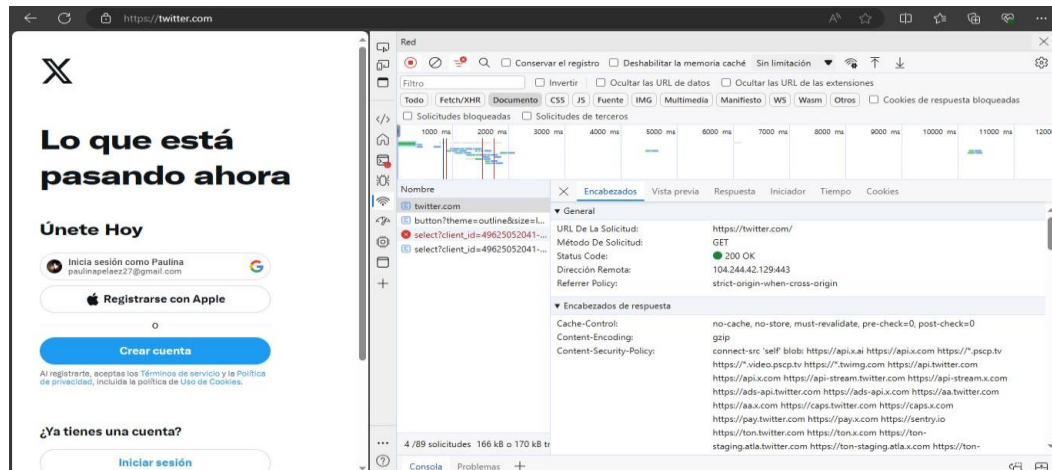 https://twitter.com
Lo que está
pasando ahora
Únete Hoy
Inicia sesión como Paulina
paulinapelaez27@gmail.com
Registrarse con Apple
o
Crear cuenta
Al registrarte, aceptas los Términos de servicio y la Política
de privacidad, incluida la política de Uso de Cookies.
¿Ya tienes una cuenta?
Iniciar sesión
Red
Conservar el registro Deshabilitar la memoria caché Sin limitación
Filtro Invertir Ocultar las URL de datos Ocultar las URL de las extensiones
Todo Fetch/XHR Documento CSS JS Fuente IMG Multimedia Manifiesto WS Wasm Otros Cookies de respuesta bloqueadas
Solicitudes bloqueadas Solicitudes de terceros
1000 ms 2000 ms 3000 ms 4000 ms 5000 ms 6000 ms 7000 ms 8000 ms 9000 ms 10000 ms 11000 ms 1200
Nombre
twitter.com
button?theme=outline&size=l...
select?client_id=49625052041-...
select?client_id=49625052041-...
4 /89 solicitudes 166 kB o 170 kB tr
Encabezados Vista previa Respuesta Iniciador Tiempo Cookies
General
URL De La Solicitud: https://twitter.com/
Método De Solicitud: GET
Status Code: 200 OK
Dirección Remota: 104.244.42.129:443
Referrer Policy: strict-origin-when-cross-origin
Encabezados de respuesta
Cache-Control: no-cache, no-store, must-revalidate, pre-check=0, post-check=0
Content-Encoding: gzip
Content-Security-Policy: connect-src 'self' blob: https://api.x.ai https://api.x.com https://*.pscp.tv
https://*.video.pscp.tv https://*.twimg.com https://api.twitter.com
https://api.x.com https://api-stream.twitter.com https://api-stream.x.com
https://ads-api.twitter.com https://ads-api.x.com https://aa.twitter.com
https://aa.x.com https://caps.twitter.com https://caps.x.com
https://pay.twitter.com https://pay.x.com https://sentry.io
https://ton.twitter.com https://ton.x.com https://ton-
staging.atla.twitter.com https://ton-staging.atla.x.com https://ton-
Consola Problemas